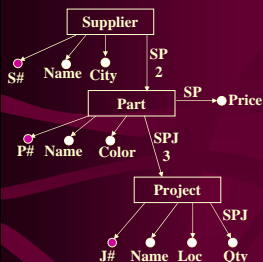 Supplier
SP
2
S# Name City
SP
Part Price
P# Name Color
SPJ
3
Project
SPJ
J# Name Loc Qty